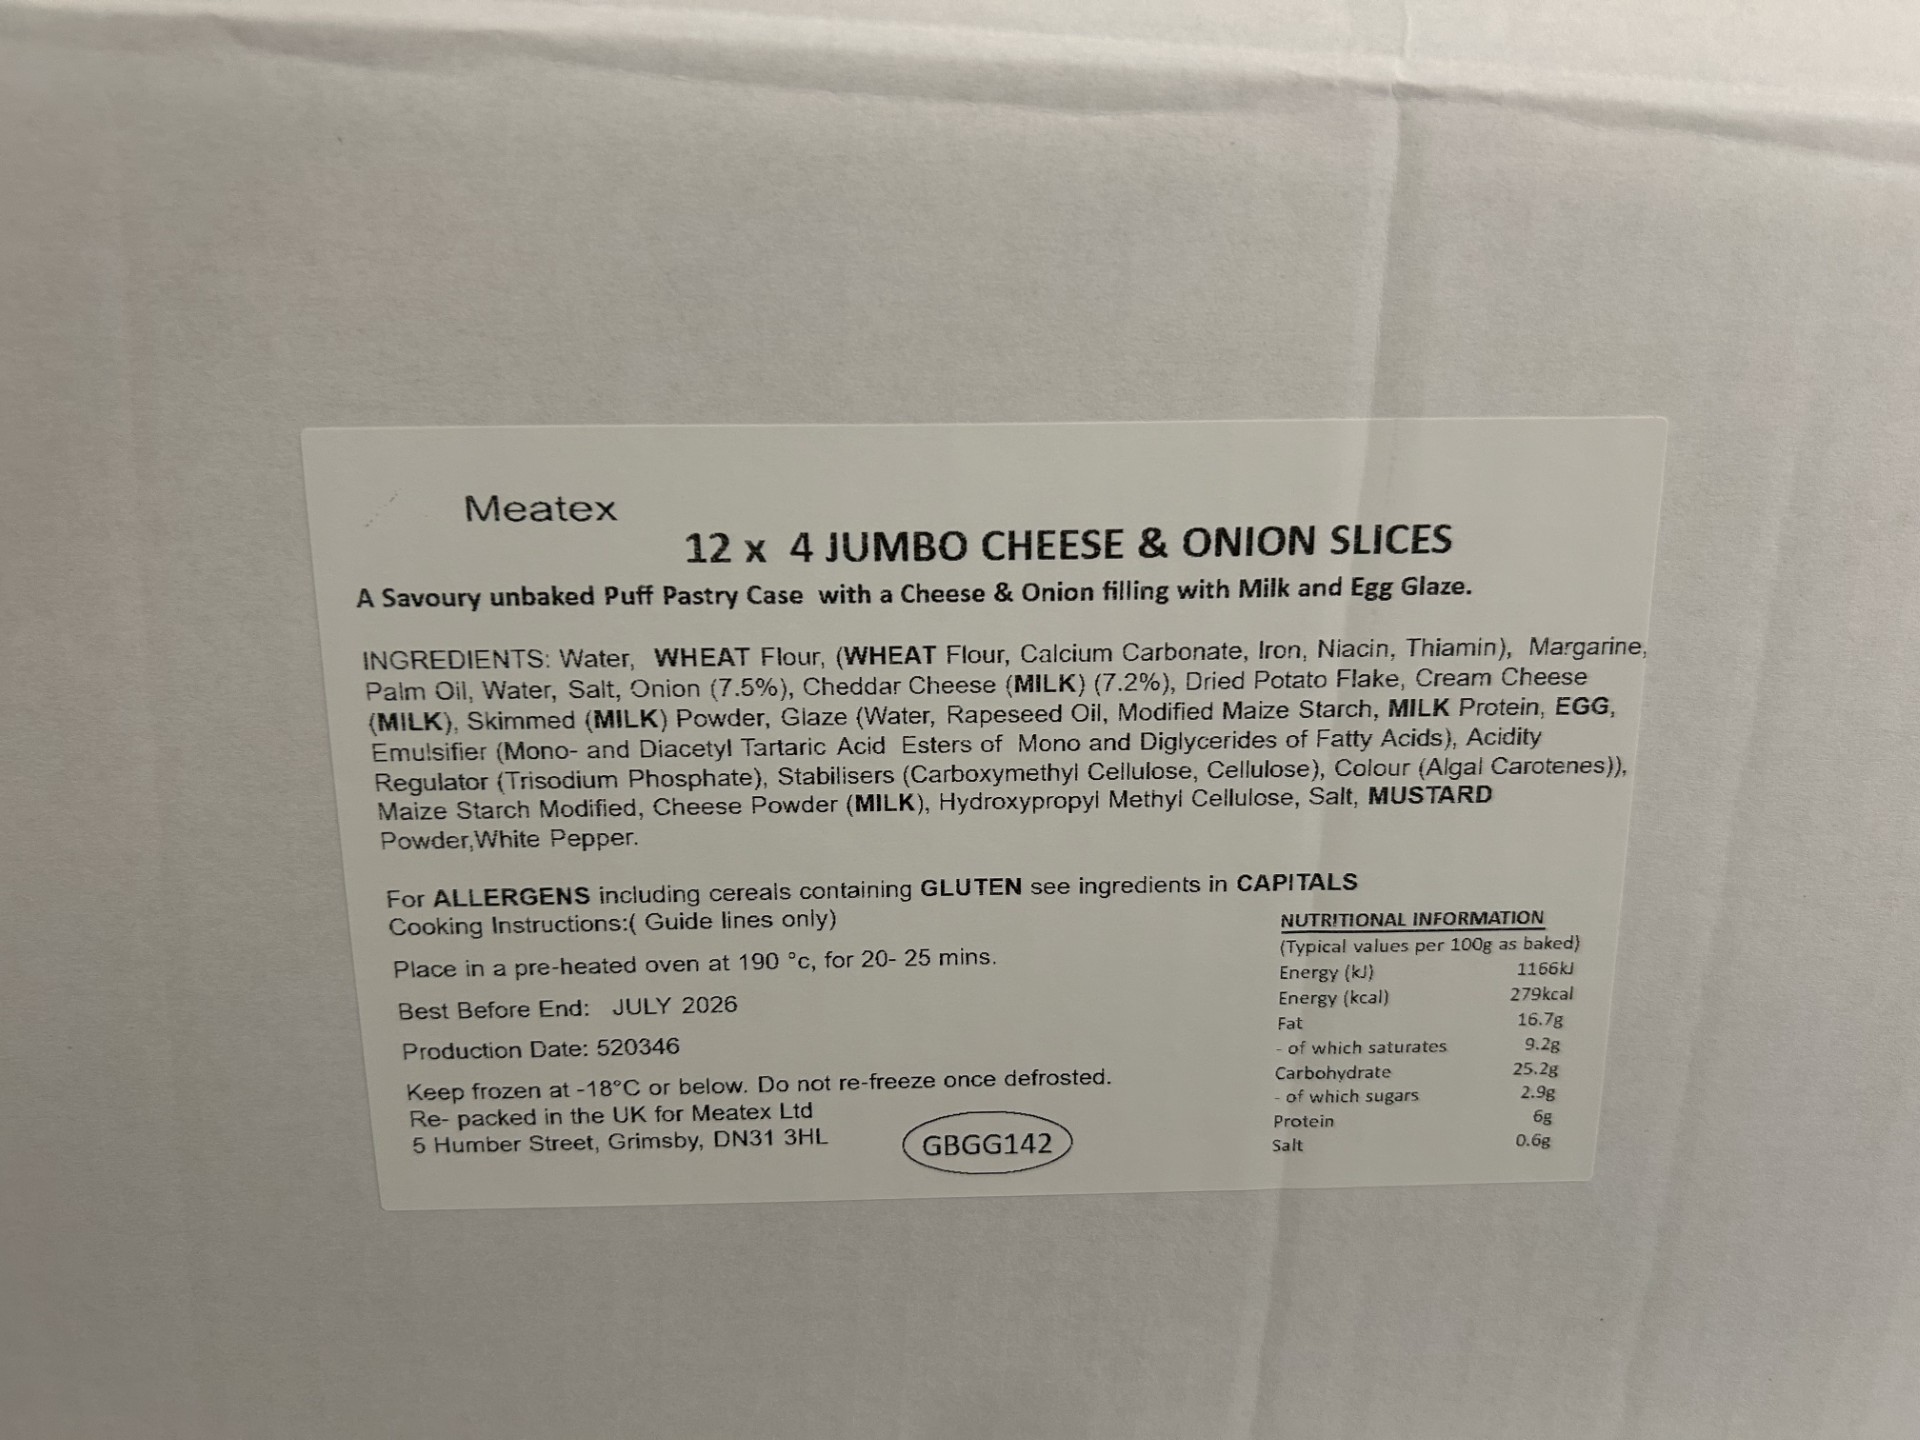 Meatex
12 x 4 JUMBO CHEESE & ONION SLICES
A Savoury unbaked Puff Pastry Case with a Cheese & Onion filling with Milk and Egg Glaze.
INGREDIENTS: Water, WHEAT Flour, (WHEAT Flour, Calcium Carbonate, Iron, Niacin, Thiamin), Margarine,
Palm Oil, Water, Salt, Onion (7.5%), Cheddar Cheese (MILK) (7.2%), Dried Potato Flake, Cream Cheese
(MILK), Skimmed (MILK) Powder, Glaze (Water, Rapeseed Oil, Modified Maize Starch, MILK Protein, EGG,
Emulsifier (Mono- and Diacetyl Tartaric Acid Esters of Mono and Diglycerides of Fatty Acids), Acidity
Regulator (Trisodium Phosphate), Stabilisers (Carboxymethyl Cellulose, Cellulose), Colour (Algal Carotenes)),
Maize Starch Modified, Cheese Powder (MILK), Hydroxypropyl Methyl Cellulose, Salt, MUSTARD
Powder,White Pepper.
For ALLERGENS including cereals containing GLUTEN see ingredients in CAPITALS
Cooking Instructions:( Guide lines only)
Place in a pre-heated oven at 190 °c, for 20- 25 mins.
Best Before End: JULY 2026
Production Date: 520346
Keep frozen at -18°C or below. Do not re-freeze once defrosted.
Re- packed in the UK for Meatex Ltd
5 Humber Street, Grimsby, DN31 3HL
GBGG142
NUTRITIONAL INFORMATION
(Typical values per 100g as baked)
Energy (kJ) 1166kJ
Energy (kcal) 279kcal
Fat 16.7g
- of which saturates 9.2g
Carbohydrate 25.2g
- of which sugars 2.9g
Protein 6g
Salt 0.6g